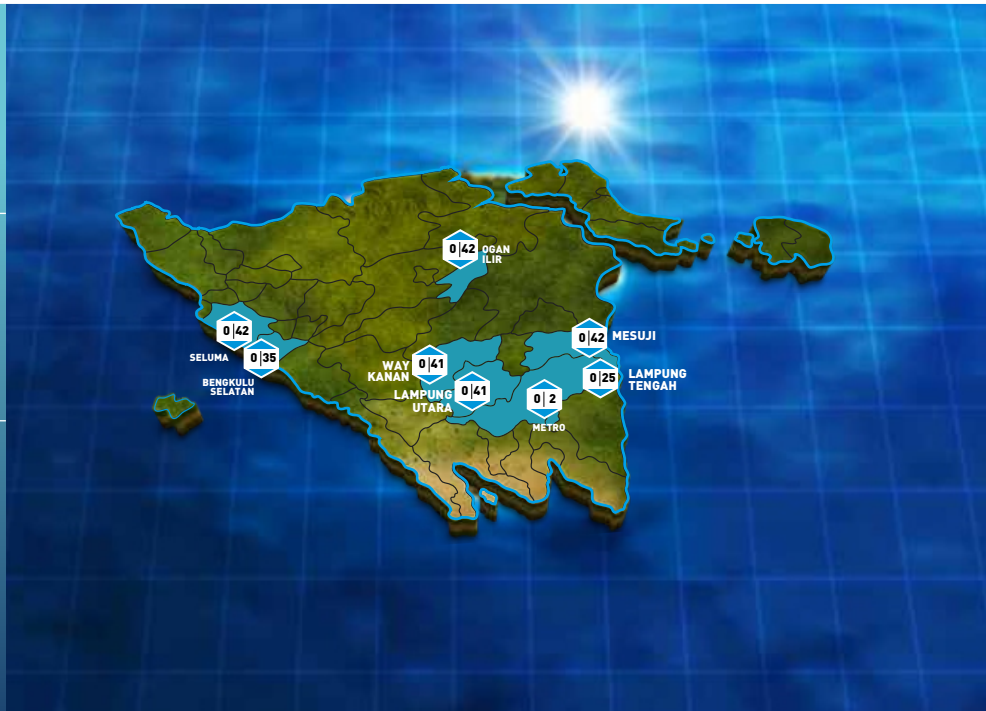 0|42
OGAN
ILIR
0|42
SELUMA
0|35
BENGKULU
SELATAN
0|41
WAY
KANAN
0|41
LAMPUNG
UTARA
0|42
MESUJI
0|25
LAMPUNG
TENGAH
0|2
METRO